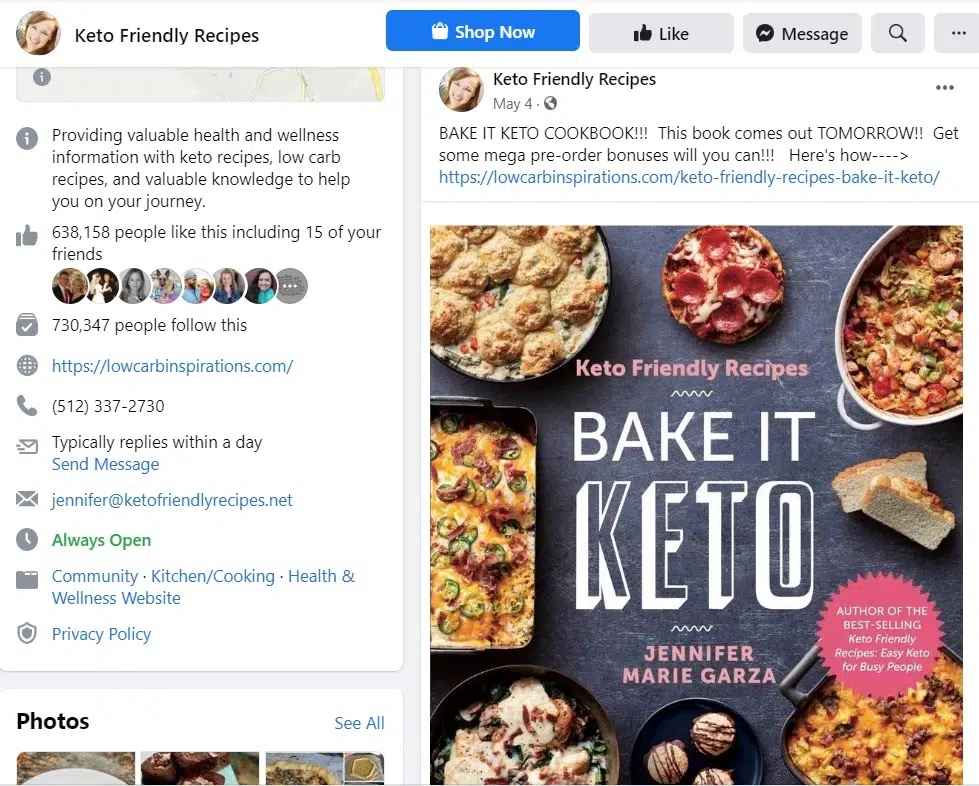 Keto Friendly Recipes
Shop Now
Like
Message
Providing valuable health and wellness
information with keto recipes, low carb
recipes, and valuable knowledge to help
you on your journey.
638,158 people like this including 15 of your
friends
730,347 people follow this
https://lowcarbinspirations.com/
(512) 337-2730
Typically replies within a day
Send Message
jennifer@ketofriendlyrecipes.net
Always Open
Community · Kitchen/Cooking · Health &
Wellness Website
Privacy Policy
Photos
See All
Keto Friendly Recipes
May 4 ·
BAKE IT KETO COOKBOOK!!! This book comes out TOMORROW!! Get
some mega pre-order bonuses will you can!!! Here's how---->
https://lowcarbinspirations.com/keto-friendly-recipes-bake-it-keto/
Keto Friendly Recipes
BAKE IT
KETO
JENNIFER
MARIE GARZA
AUTHOR OF THE
BEST-SELLING
Keto Friendly
Recipes: Easy Keto
for Busy People